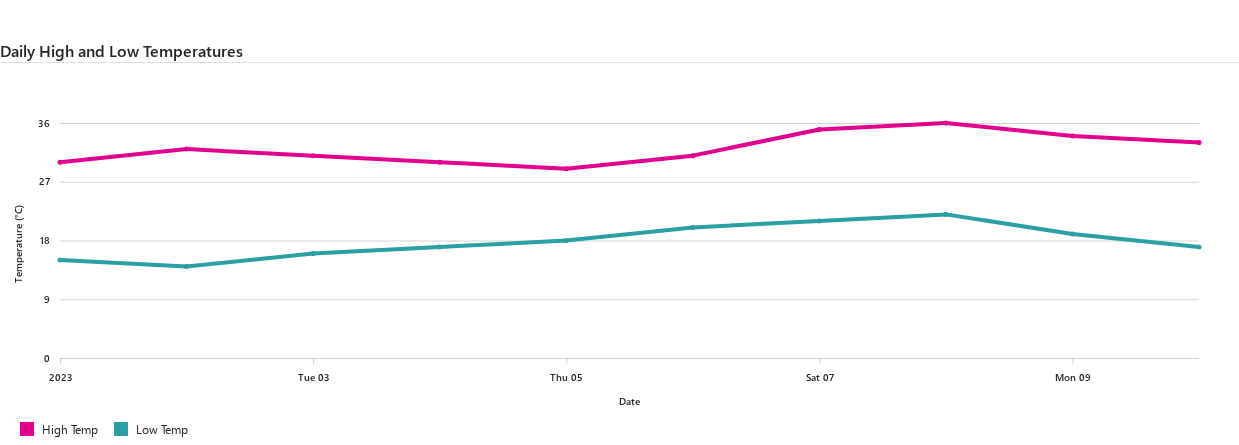 Daily High and Low Temperatures
36
27
18
9
0
Temperature (°C)
2023 Tue 03 Thu 05 Sat 07 Mon 09
Date
High Temp Low Temp